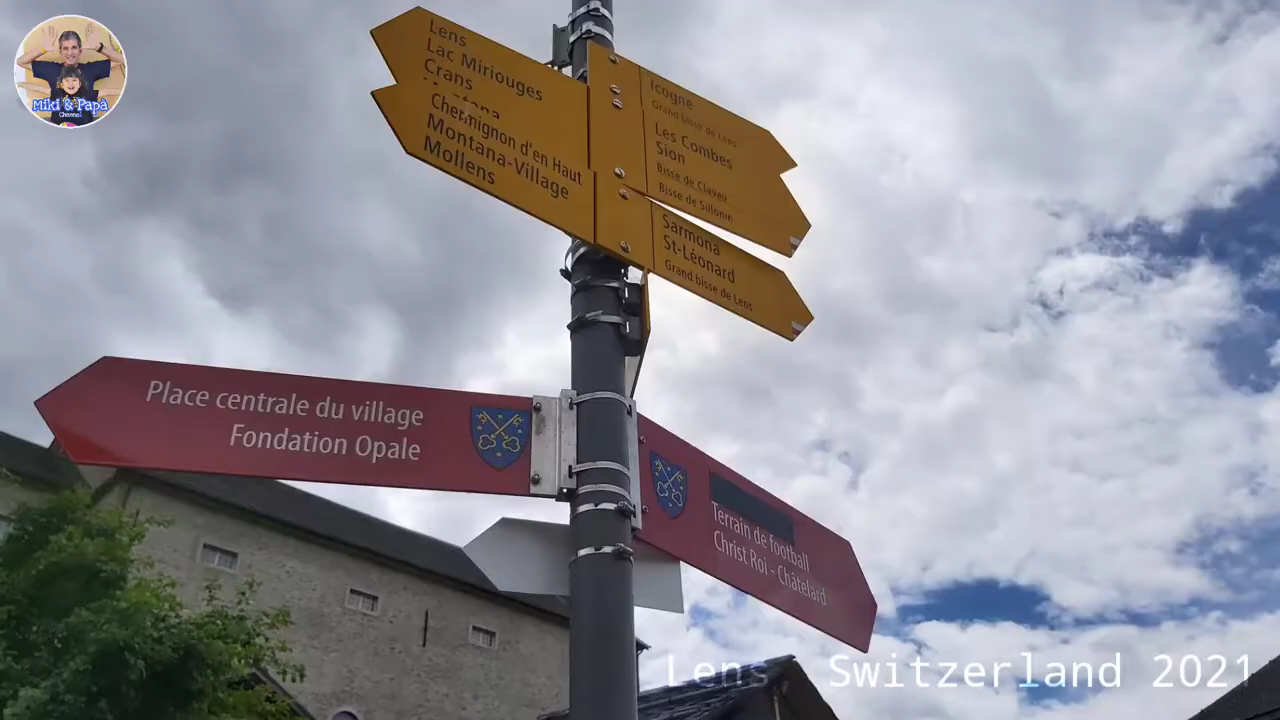 Miki & Papà
Channel
Lens
Lac Miriouges
Crans
Chermignon d'en Haut
Montana-Village
Mollens
Icogne
Grand bisse de Lens
Les Combes
Sion
Bisse de Clavau
Bisse de Sillonin
Sarmona
St-Léonard
Grand bisse de Lens
Place centrale du village
Fondation Opale
Terrain de football
Christ Roi - Châtelard
Lens Switzerland 2021